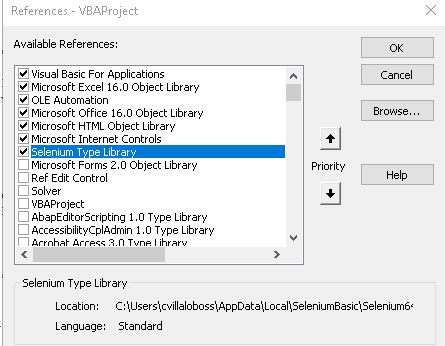 References - VBAProject
Available References:
Visual Basic For Applications
Microsoft Excel 16.0 Object Library
OLE Automation
Microsoft Office 16.0 Object Library
Microsoft HTML Object Library
Microsoft Internet Controls
Selenium Type Library
Microsoft Forms 2.0 Object Library
Ref Edit Control
Solver
VBAProject
AbapEditorScripting 1.0 Type Library
AccessibilityCplAdmin 1.0 Type Library
Acrobat Access 3.0 Type Library
OK
Cancel
Browse...
Priority
Help
Selenium Type Library
Location: C:\Users\cvillaloboss\AppData\Local\SeleniumBasic\Selenium64
Language: Standard